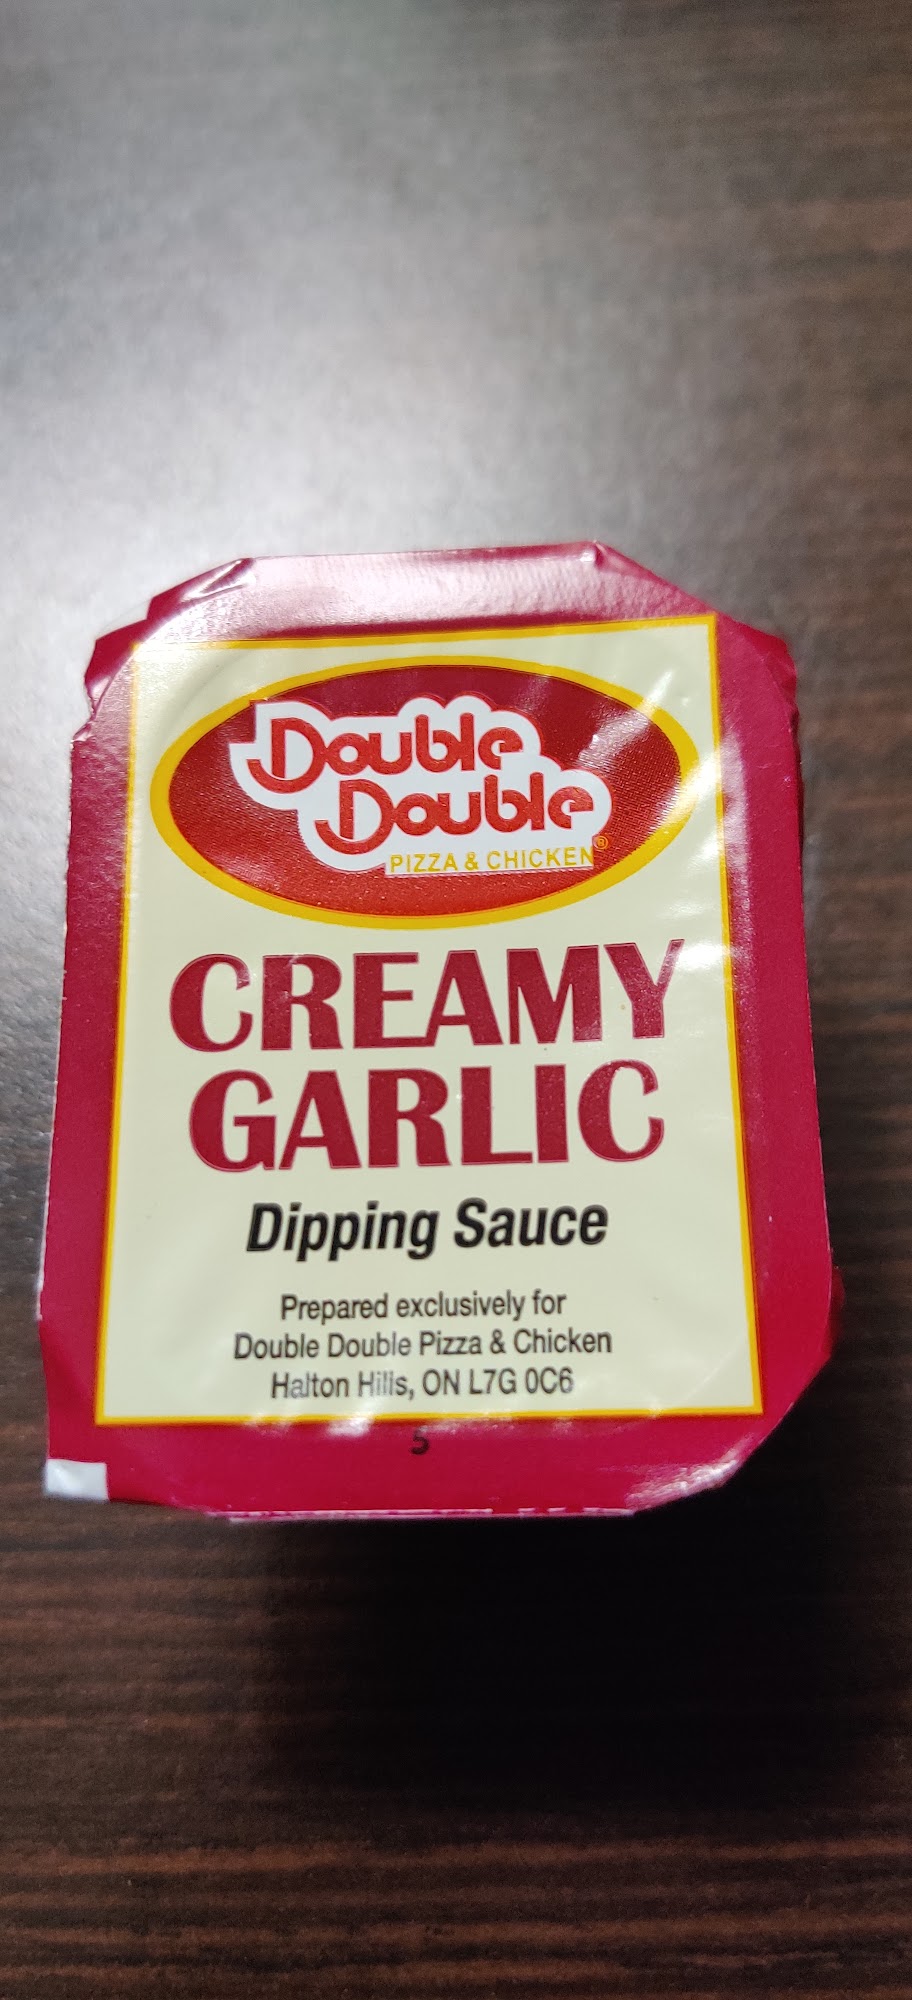 Double
Double
PIZZA & CHICKEN®
CREAMY
GARLIC
Dipping Sauce
Prepared exclusively for
Double Double Pizza & Chicken
Halton Hills, ON L7G 0C6
5